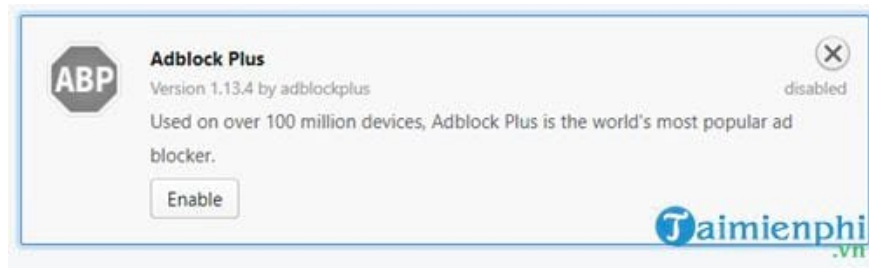 ABP
Adblock Plus
Version 1.13.4 by adblockplus
disabled
Used on over 100 million devices, Adblock Plus is the world's most popular ad
blocker.
Enable
Taimienphi
.vn